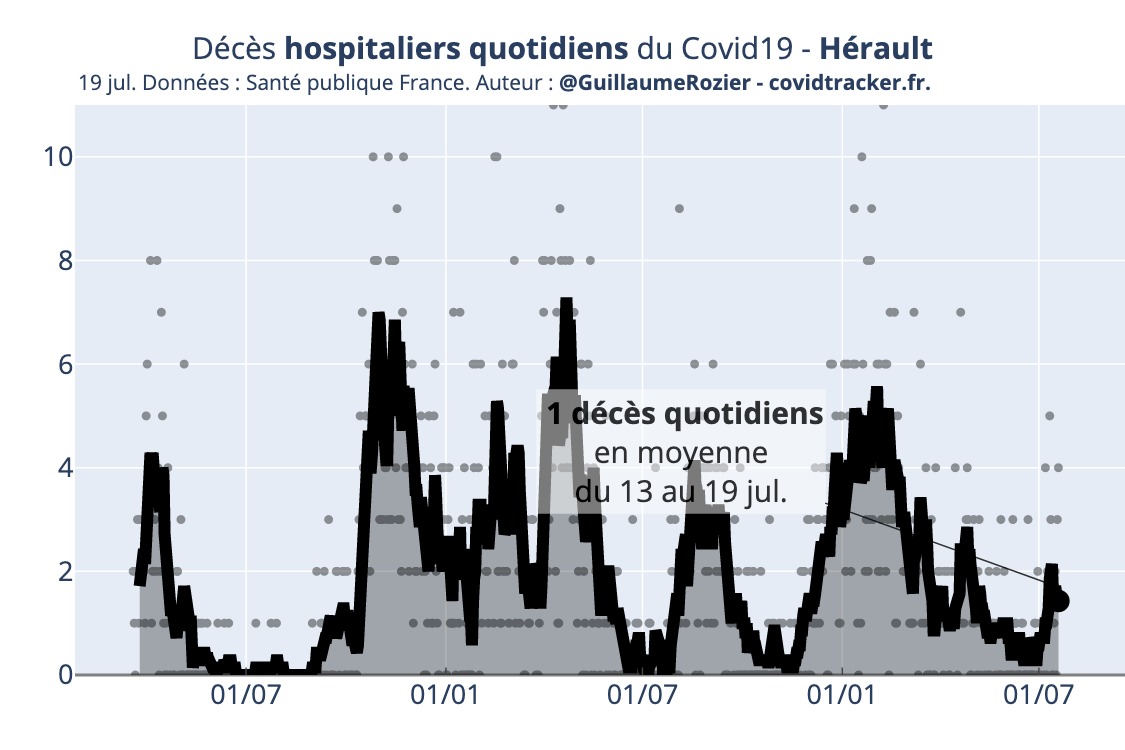 Décès hospitaliers quotidiens du Covid19 - Hérault
19 jul. Données : Santé publique France. Auteur : @GuillaumeRozier - covidtracker.fr.
10
8
6
1 décès quotidiens
en moyenne
4
du 13 au 19 jul.
2
0
01/07 01/01 01/07 01/01 01/07